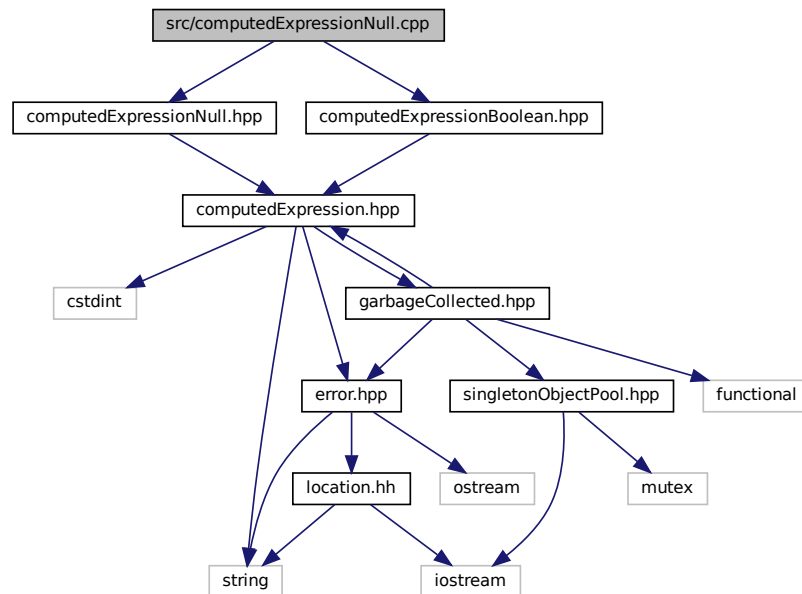 src/computedExpressionNull.cpp
computedExpressionNull.hpp
computedExpressionBoolean.hpp
computedExpression.hpp
cstdint
garbageCollected.hpp
error.hpp
singletonObjectPool.hpp
functional
location.hh
ostream
mutex
string
iostream